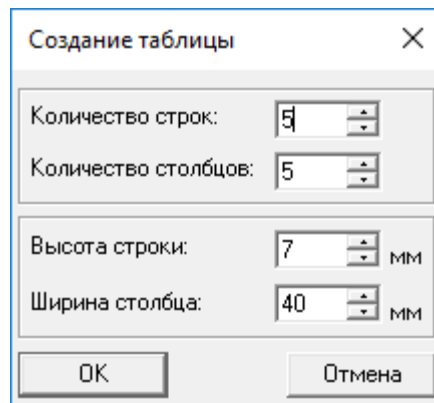 Создание таблицы
Количество строк: 5
Количество столбцов: 5
Высота строки: 7 мм
Ширина столбца: 40 мм
OK Отмена